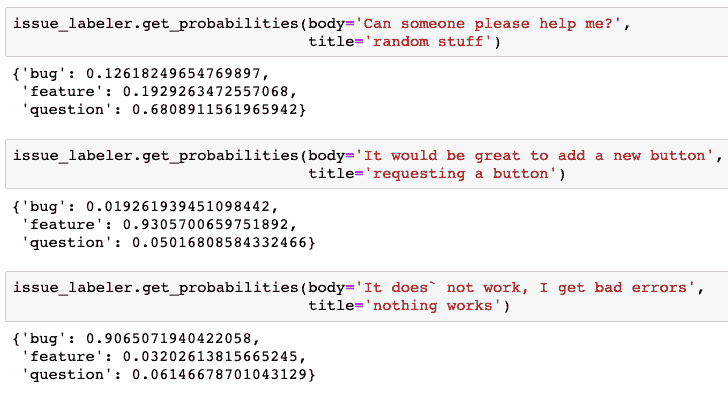 issue_labeler.get_probabilities(body='Can someone please help me?',
title='random stuff')
{'bug': 0.12618249654769897,
'feature': 0.1929263472557068,
'question': 0.6808911561965942}
issue_labeler.get_probabilities(body='It would be great to add a new button',
title='requesting a button')
{'bug': 0.019261939451098442,
'feature': 0.9305700659751892,
'question': 0.05016808584332466}
issue_labeler.get_probabilities(body='It does` not work, I get bad errors',
title='nothing works')
{'bug': 0.9065071940422058,
'feature': 0.03202613815665245,
'question': 0.06146678701043129}